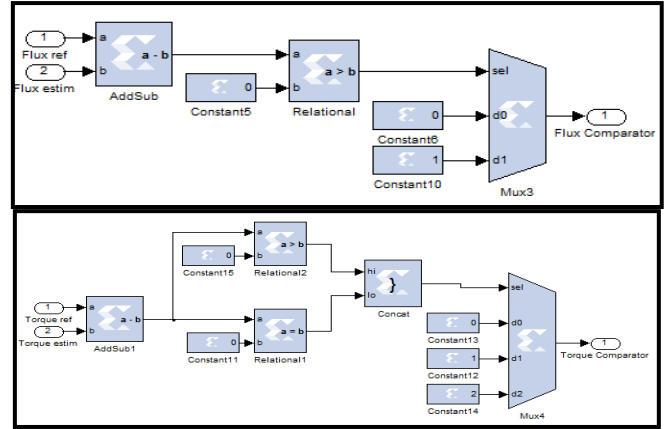 1
Flux ref
2
Flux estim
a
b
a - b
AddSub
0
Constant5
a
b
a > b
Relational
0
Constant6
1
Constant10
sel
d0
d1
Mux3
1
Flux Comparator
1
Torque ref
2
Torque estim
a
b
a - b
AddSub1
0
Constant15
a
b
a > b
Relational2
0
Constant11
a
b
a = b
Relational1
hi
lo
}
Concat
0
Constant13
1
Constant12
2
Constant14
sel
d0
d1
d2
Mux4
1
Torque Comparator